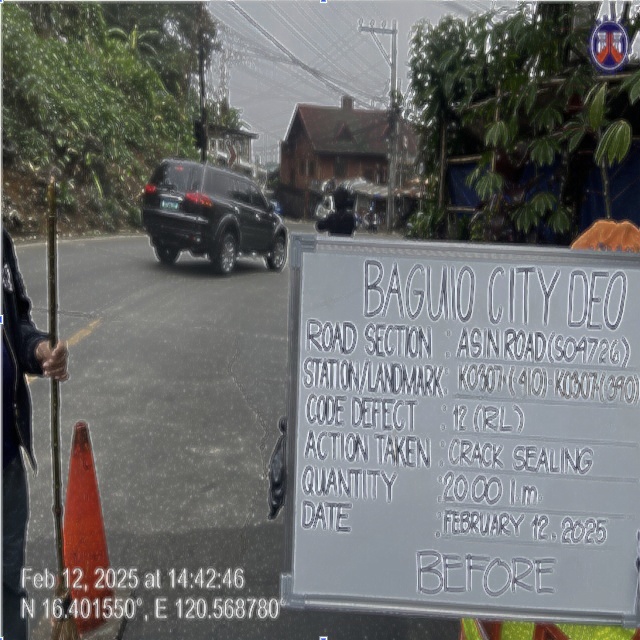 BAGUIO CITY DEO
ROAD SECTION : ASIN ROAD (S04726)
STATION/LANDMARK: K0307+(410) K0307+(390)
CODE DEFECT : 12 (RL)
ACTION TAKEN : CRACK SEALING
QUANTITY : 20.00 l.m.
DATE : FEBRUARY 12, 2025
BEFORE
Feb 12, 2025 at 14:42:46
N 16.401550°, E 120.568780°